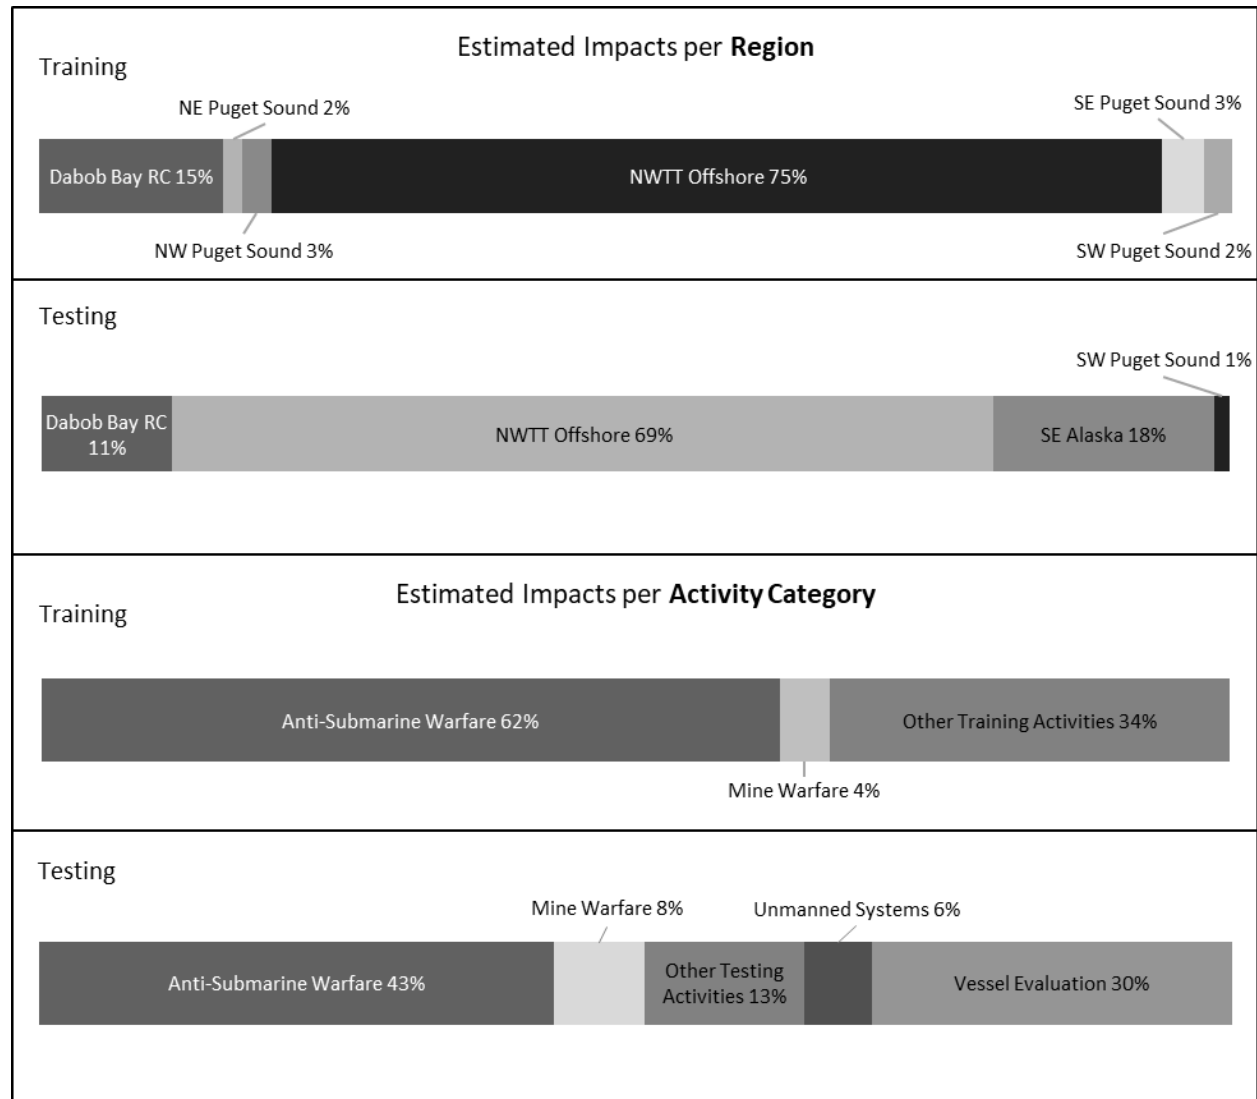 Estimated Impacts per Region
Training
NE Puget Sound 2%
SE Puget Sound 3%
Dabob Bay RC 15%
NWTT Offshore 75%
NW Puget Sound 3%
SW Puget Sound 2%
Testing
SW Puget Sound 1%
Dabob Bay RC
11%
NWTT Offshore 69%
SE Alaska 18%
Estimated Impacts per Activity Category
Training
Anti-Submarine Warfare 62%
Other Training Activities 34%
Mine Warfare 4%
Testing
Mine Warfare 8%
Unmanned Systems 6%
Anti-Submarine Warfare 43%
Other Testing
Activities 13%
Vessel Evaluation 30%